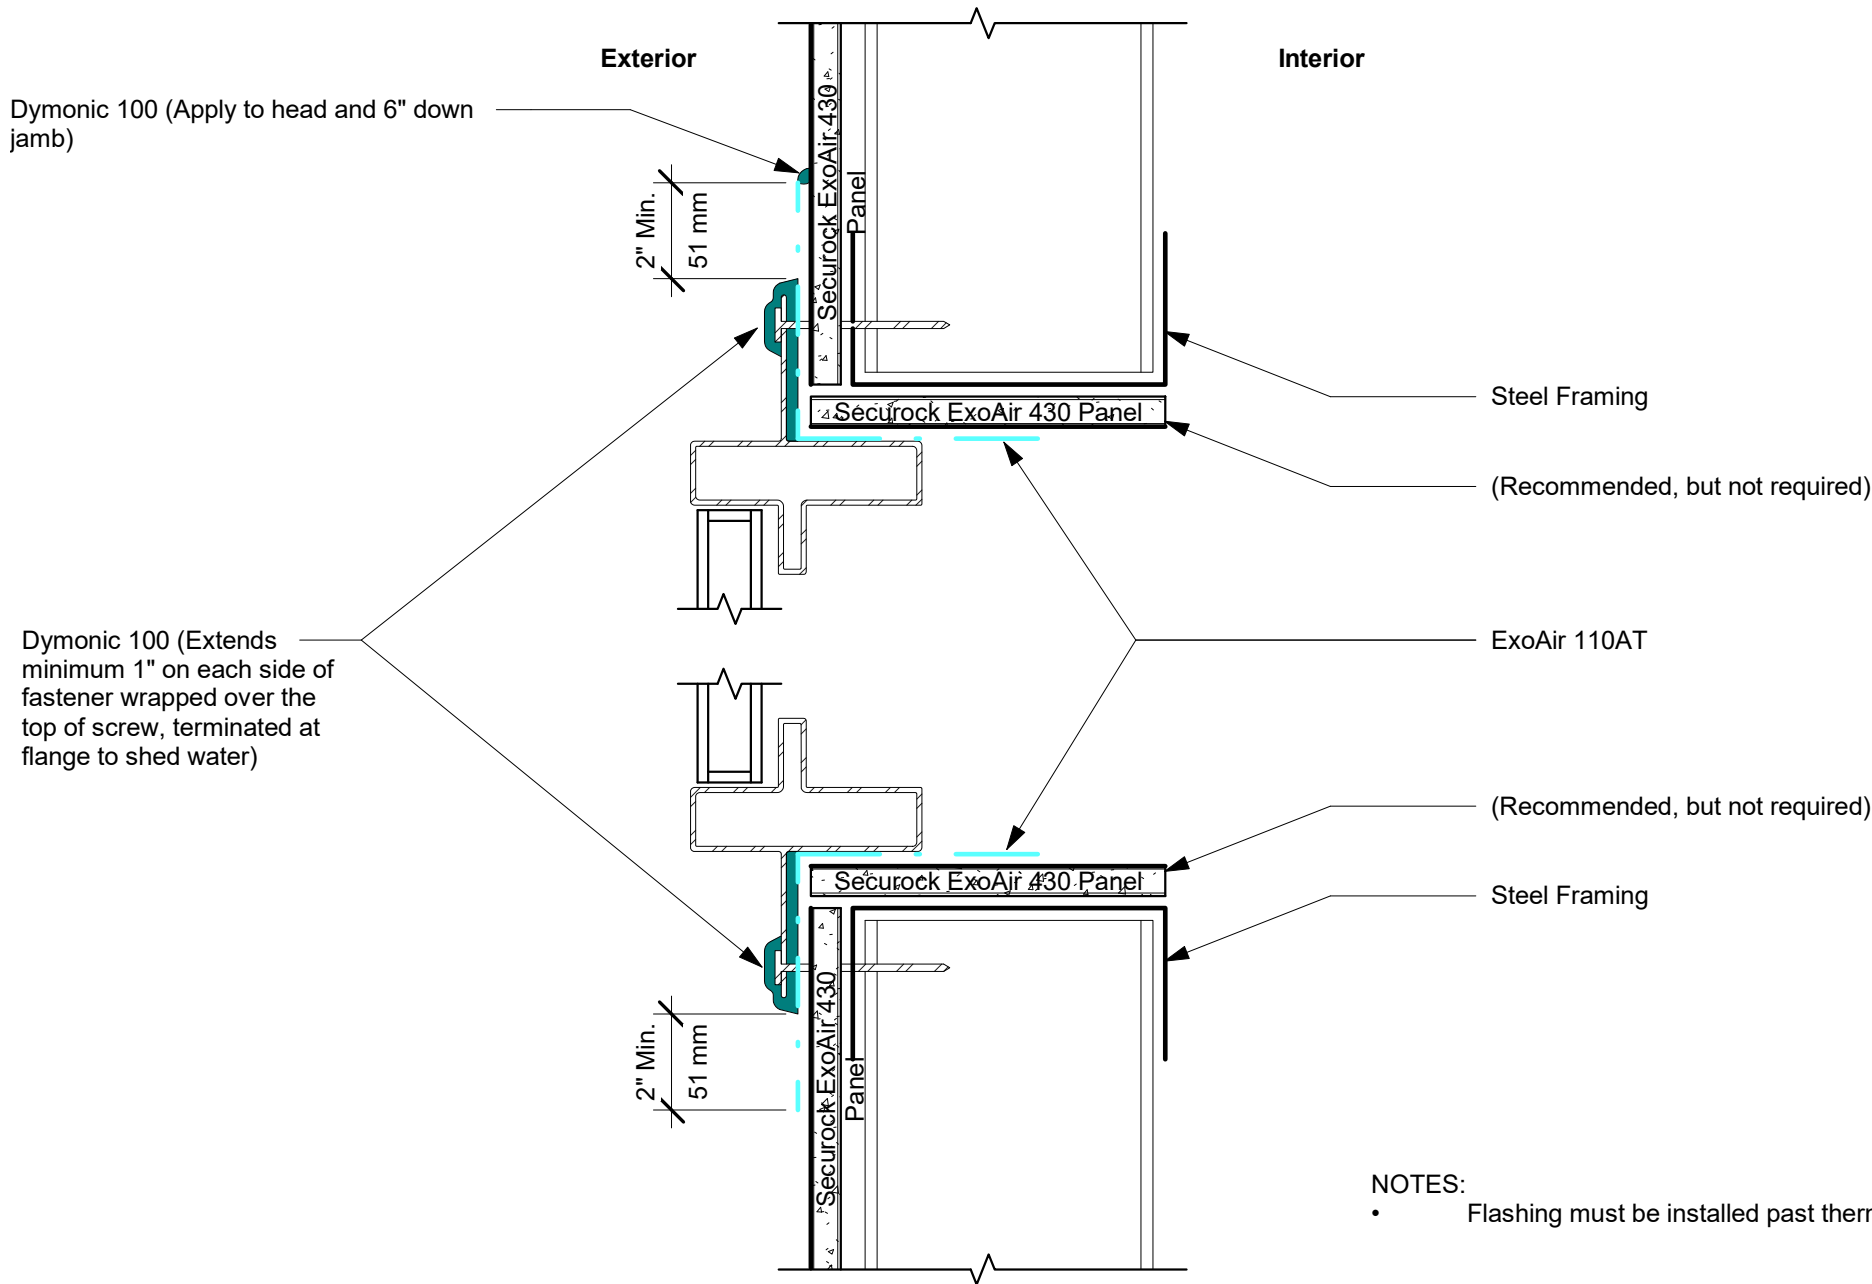 Exterior
Interior
Dymonic 100 (Apply to head and 6" down
jamb)
Securock ExoAir 430
Panel
2" Min.
51 mm
Steel Framing
Securock ExoAir 430 Panel
(Recommended, but not required)
ExoAir 110AT
Dymonic 100 (Extends
minimum 1" on each side of
fastener wrapped over the
top of screw, terminated at
flange to shed water)
(Recommended, but not required)
Securock ExoAir 430 Panel
Steel Framing
Securock ExoAir 430
Panel
2" Min.
51 mm
NOTES:
• Flashing must be installed past